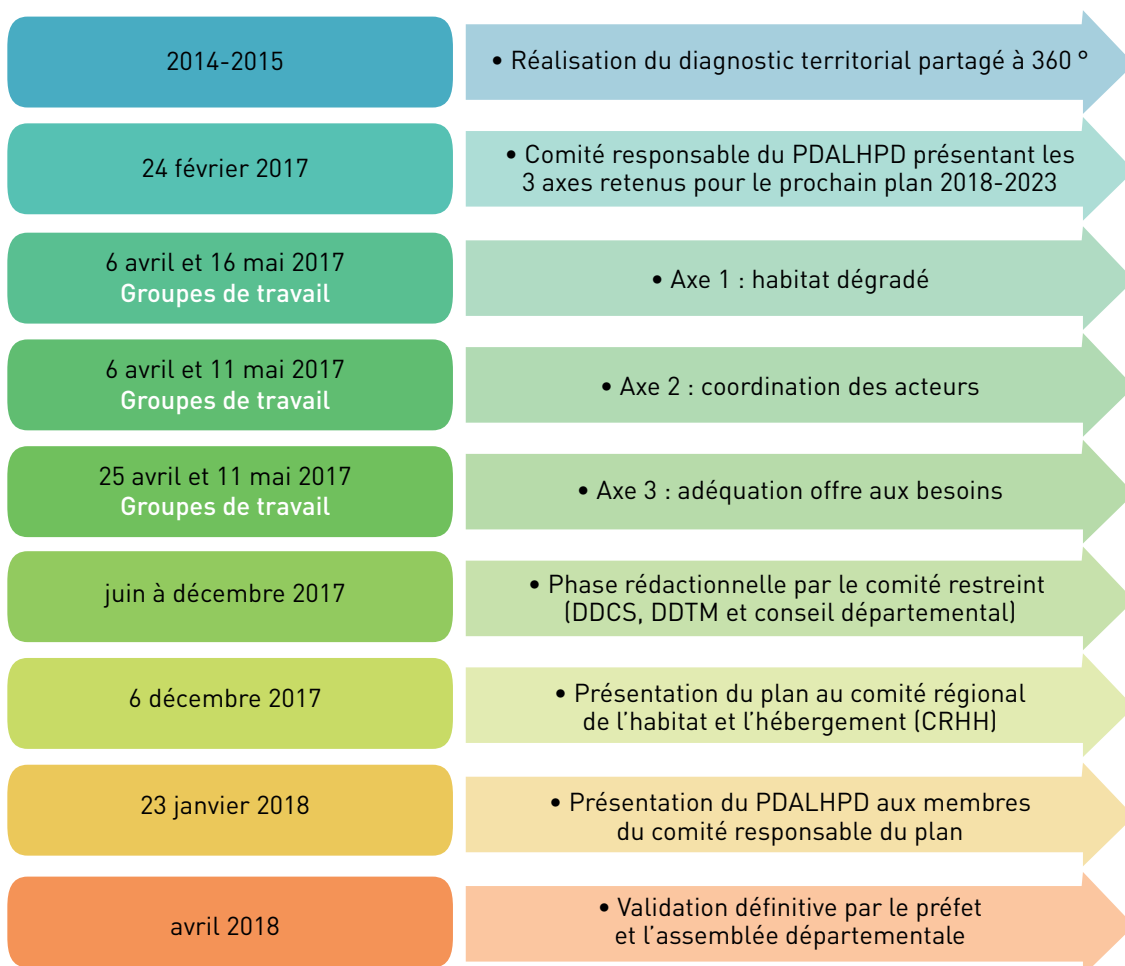 2014-2015
• Réalisation du diagnostic territorial partagé à 360 °
24 février 2017
• Comité responsable du PDALHPD présentant les
3 axes retenus pour le prochain plan 2018-2023
6 avril et 16 mai 2017
Groupes de travail
• Axe 1 : habitat dégradé
6 avril et 11 mai 2017
Groupes de travail
• Axe 2 : coordination des acteurs
25 avril et 11 mai 2017
Groupes de travail
• Axe 3 : adéquation offre aux besoins
juin à décembre 2017
• Phase rédactionnelle par le comité restreint
(DDCS, DDTM et conseil départemental)
6 décembre 2017
• Présentation du plan au comité régional
de l’habitat et l’hébergement (CRHH)
23 janvier 2018
• Présentation du PDALHPD aux membres
du comité responsable du plan
avril 2018
• Validation définitive par le préfet
et l’assemblée départementale